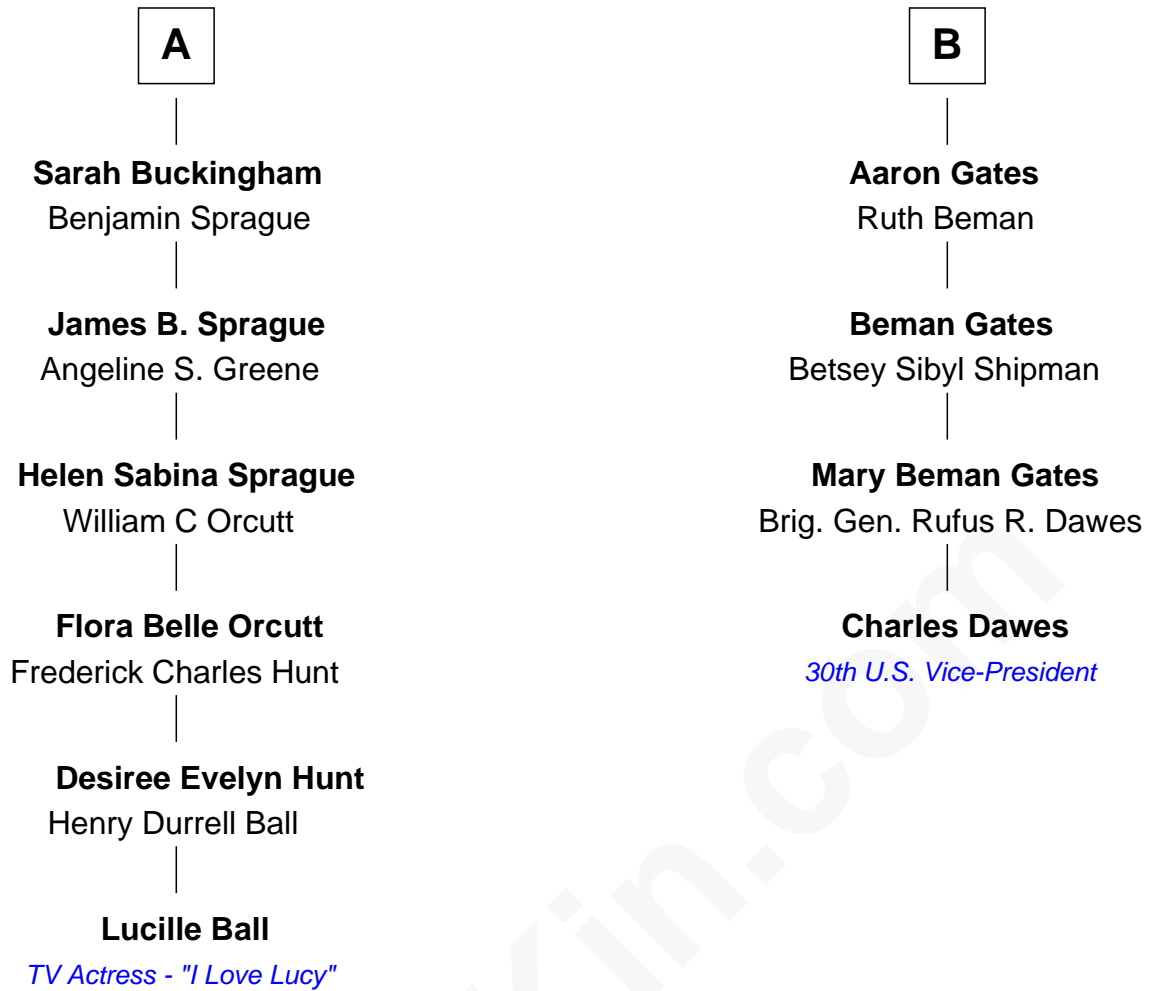 A
Sarah Buckingham
Benjamin Sprague
James B. Sprague
Angeline S. Greene
Helen Sabina Sprague
William C Orcutt
Flora Belle Orcutt
Frederick Charles Hunt
Desiree Evelyn Hunt
Henry Durrell Ball
Lucille Ball
TV Actress - "I Love Lucy"
B
Aaron Gates
Ruth Beman
Beman Gates
Betsey Sibyl Shipman
Mary Beman Gates
Brig. Gen. Rufus R. Dawes
Charles Dawes
30th U.S. Vice-President